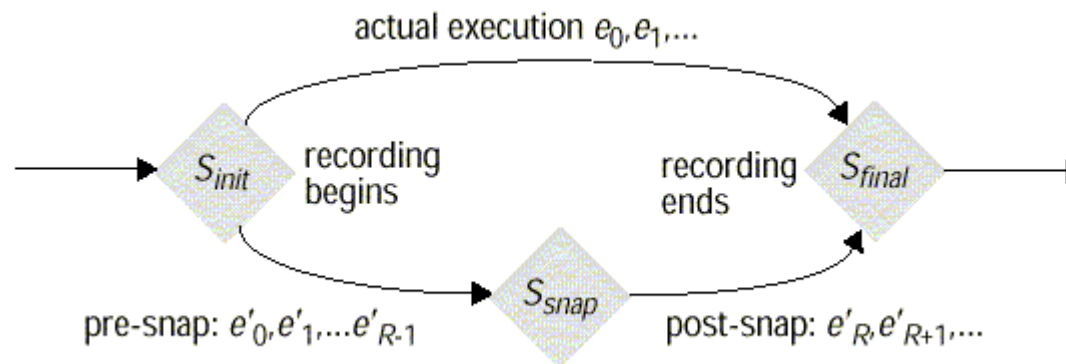 actual execution e0,e1,...
Sinit
recording
begins
recording
ends
Sfinal
Ssnap
pre-snap: e'0,e'1,...e'R-1
post-snap: e'R,e'R+1,...